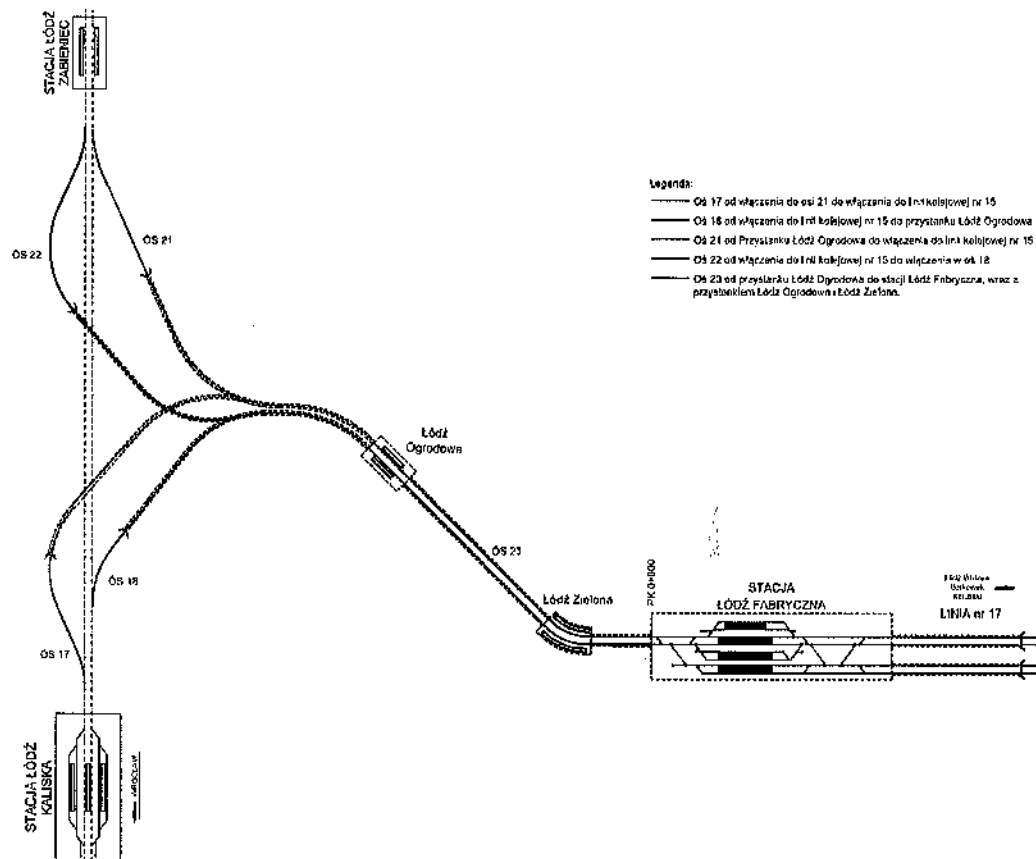 STACJA ŁÓDŹ
ŻABIENIEC
OŚ 21
OŚ 22
Legenda:
Oś 17 od włączenia do osi 21 do włączenia do linii kolejowej nr 15
Oś 18 od włączenia do linii kolejowej nr 15 do przystanku Łódź Ogrodowa
Oś 21 od Przystanku Łódź Ogrodowa do włączenia do linii kolejowej nr 15
Oś 22 od włączenia do linii kolejowej nr 15 do włączenia w oś 18
Oś 23 od przystanku Łódź Ogrodowa do stacji Łódź Fabryczna, wraz z
przystankiem Łódź Ogrodowa i Łódź Zielona.
Łódź
Ogrodowa
OŚ 23
OŚ 18
OŚ 17
Łódź Zielona
STACJA
ŁÓDŹ FABRYCZNA
LINIA nr 17
STACJA ŁÓDŹ
KALISKA
WROCŁAW